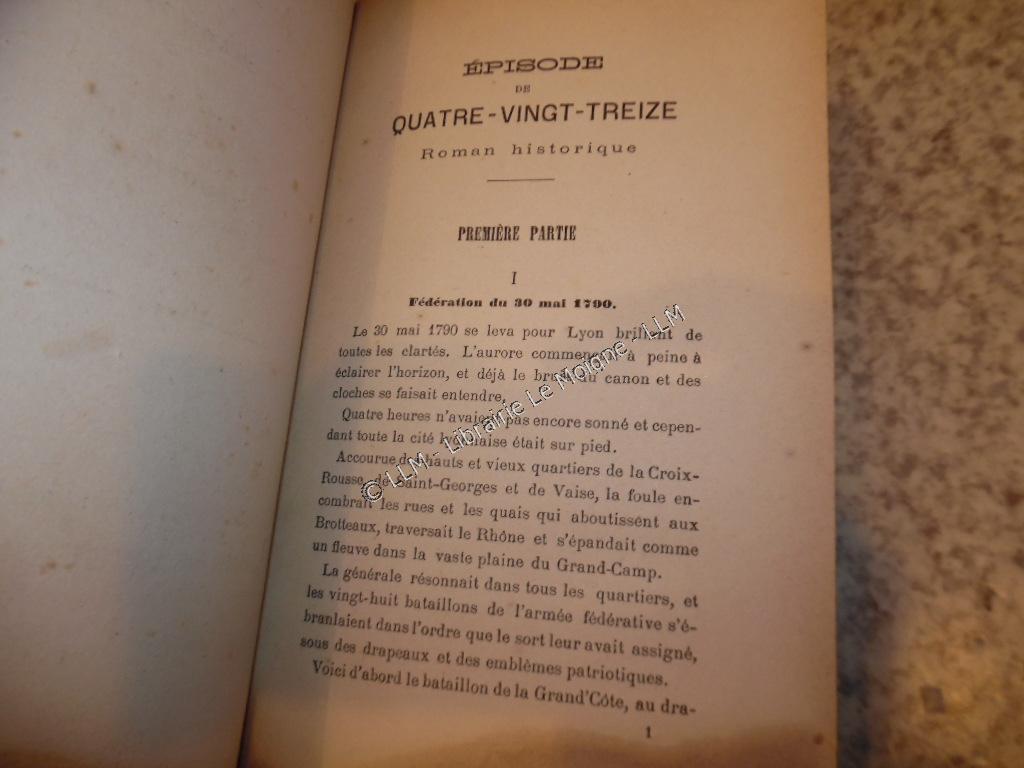 ÉPISODE
DE
QUATRE-VINGT-TREIZE
Roman historique
PREMIÈRE PARTIE
I
Fédération du 30 mai 1790.
Le 30 mai 1790 se leva pour Lyon brillant de
toutes les clartés. L'aurore commençait à peine à
éclairer l'horizon, et déjà le bruit du canon et des
cloches se faisait entendre,
Quatre heures n'avaient pas encore sonné et cepen-
dant toute la cité lyonnaise était sur pied.
Accourue des hauts et vieux quartiers de la Croix-
Rousse, de Saint-Georges et de Vaise, la foule en-
combrait les rues et les quais qui aboutissent aux
Brotteaux, traversait le Rhône et s'épandait comme
un fleuve dans la vaste plaine du Grand-Camp.
La générale résonnait dans tous les quartiers, et
les vingt-huit bataillons de l'armée fédérative s'é-
branlaient dans l'ordre que le sort leur avait assigné,
sous des drapeaux et des emblèmes patriotiques.
Voici d'abord le bataillon de la Grand'Côte, au dra-
1
© LLM - Librairie Le Moigne - LLM